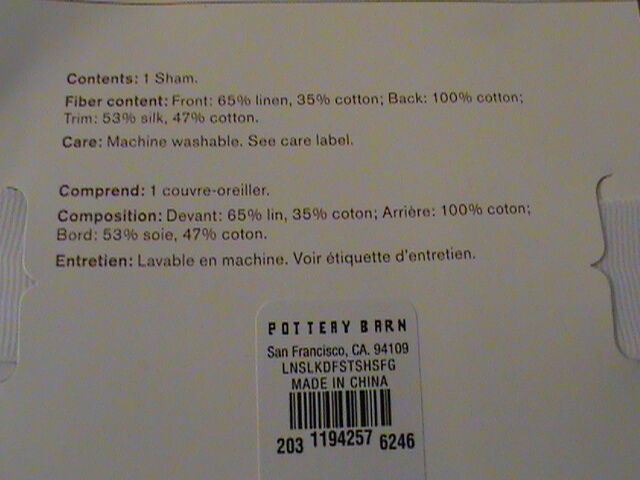 Contents: 1 Sham.
Fiber content: Front: 65% linen, 35% cotton; Back: 100% cotton;
Trim: 53% silk, 47% cotton.
Care: Machine washable. See care label.
Comprend: 1 couvre-oreiller.
Composition: Devant: 65% lin, 35% coton; Arrière: 100% coton;
Bord: 53% soie, 47% coton.
Entretien: Lavable en machine. Voir étiquette d'entretien.
POTTERY BARN
San Francisco, CA. 94109
LNSLKDFSTSHSFG
MADE IN CHINA
203 1194257 6246